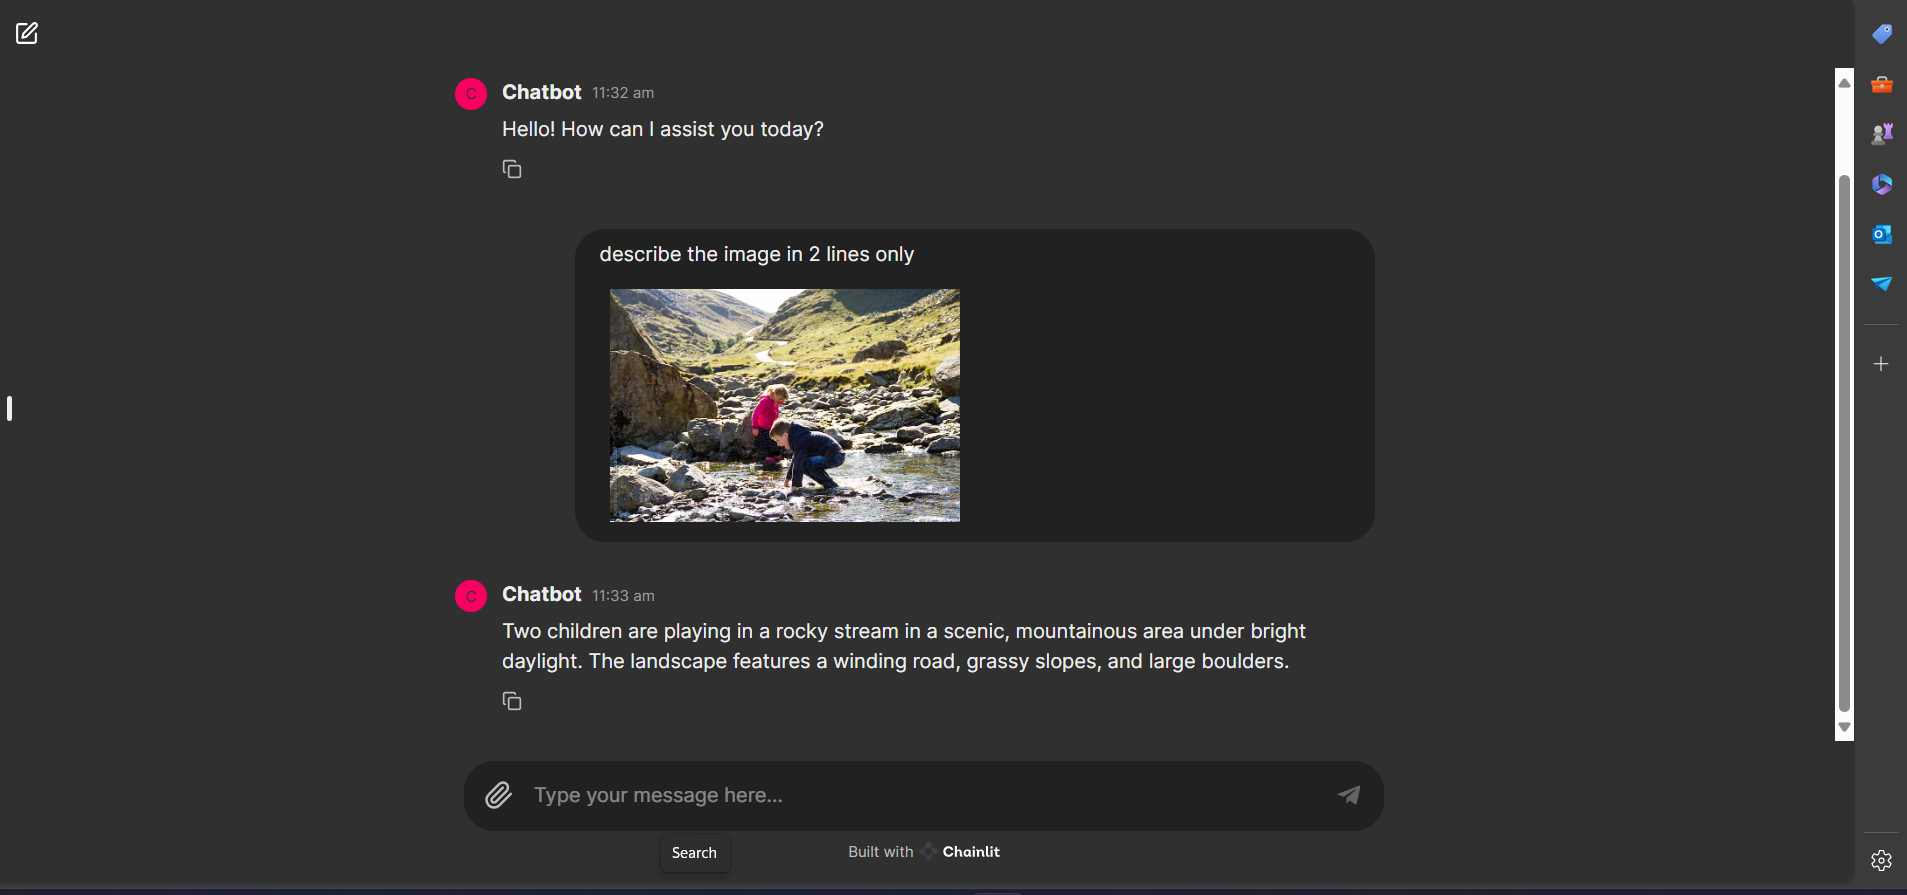 Chatbot 11:32 am
Hello! How can I assist you today?
describe the image in 2 lines only
Chatbot 11:33 am
Two children are playing in a rocky stream in a scenic, mountainous area under bright
daylight. The landscape features a winding road, grassy slopes, and large boulders.
Type your message here...
Search
Built with Chainlit